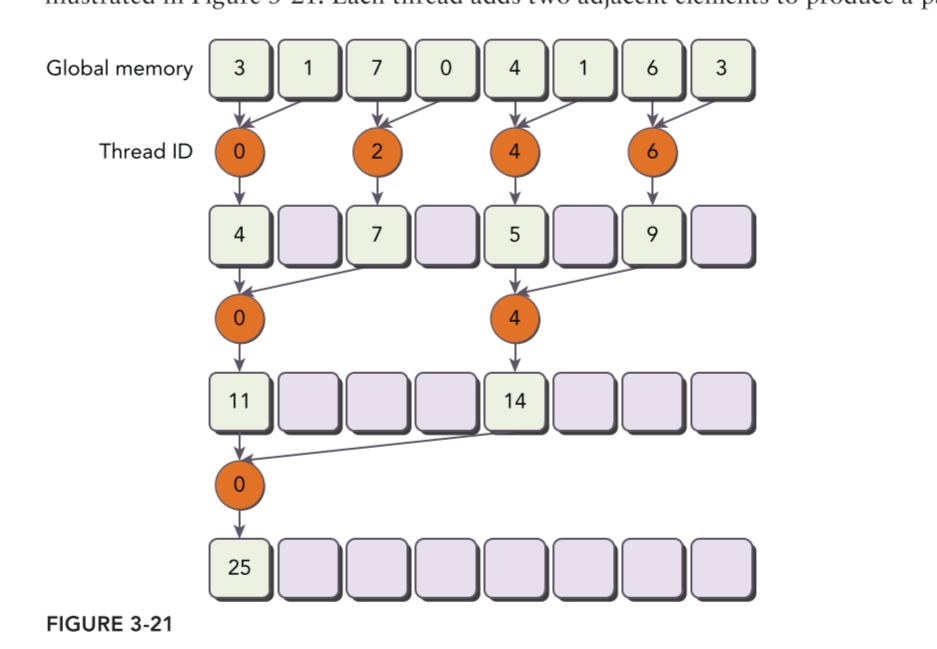 illustrated in Figure 3-21. Each thread adds two adjacent elements to produce a
Global memory 3 1 7 0 4 1 6 3
Thread ID 0 2 4 6
4 7 5 9
0 4
11 14
0
25
FIGURE 3-21